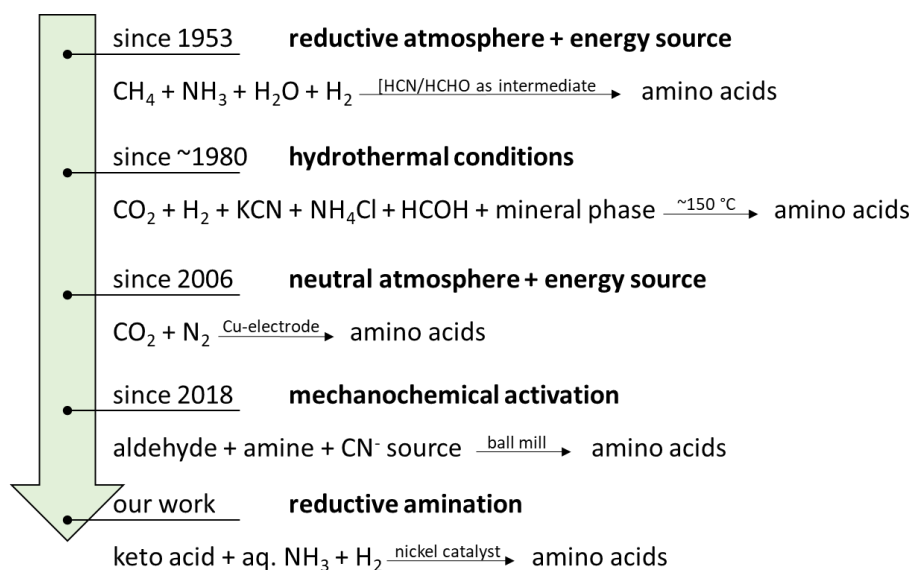 since 1953 reductive atmosphere + energy source
CH₄ + NH₃ + H₂O + H₂ [HCN/HCHO as intermediate amino acids
since ~1980 hydrothermal conditions
CO₂ + H₂ + KCN + NH₄Cl + HCOH + mineral phase ~150 °C amino acids
since 2006 neutral atmosphere + energy source
CO₂ + N₂ Cu-electrode amino acids
since 2018 mechanochemical activation
aldehyde + amine + CN⁻ source ball mill amino acids
our work reductive amination
keto acid + aq. NH₃ + H₂ nickel catalyst amino acids